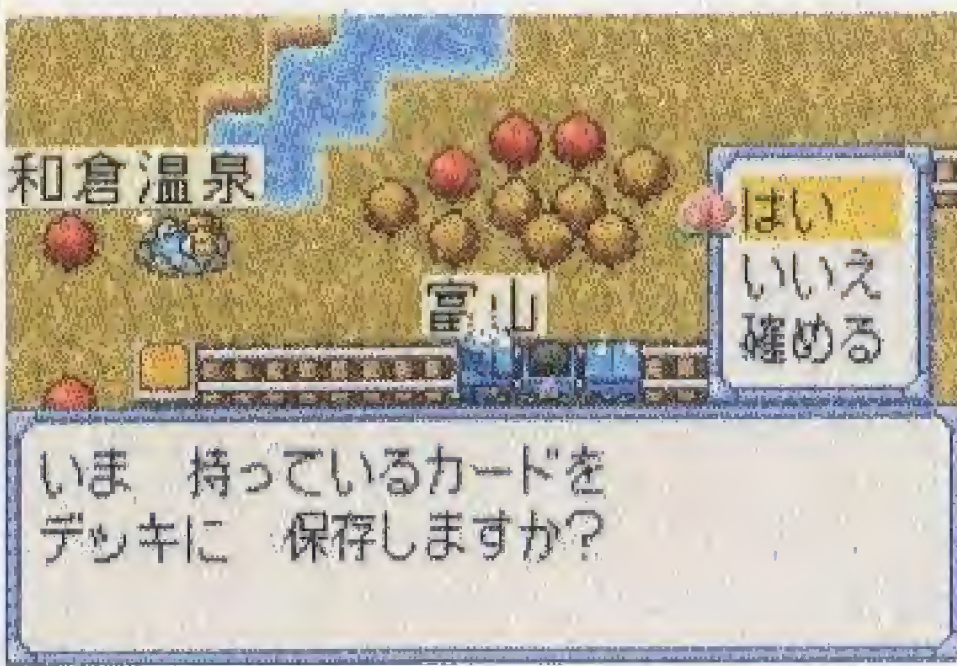 和倉温泉
富山
はい
いいえ
確める
いま 持っているカードを
デッキに 保存しますか?